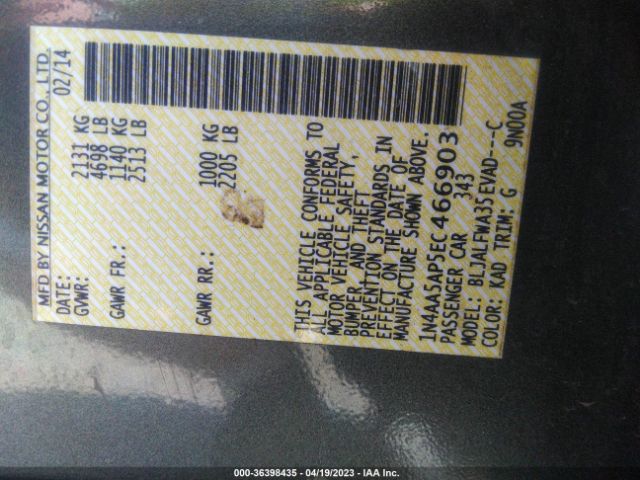 MFD BY NISSAN MOTOR CO., LTD.
DATE: 02/14
GVWR: 2131 KG
4698 LB
GAWR FR.: 1140 KG
2513 LB
GAWR RR.: 1000 KG
2205 LB
THIS VEHICLE CONFORMS TO
ALL APPLICABLE FEDERAL
MOTOR VEHICLE SAFETY,
BUMPER, AND THEFT
PREVENTION STANDARDS IN
EFFECT ON THE DATE OF
MANUFACTURE SHOWN ABOVE.
1N4AA5AP5EC466903
PASSENGER CAR 343
MODEL: BLJALFWA35EVAD---C
COLOR: KAD TRIM: G 9N00A
000-36398435 - 04/19/2023 - IAA Inc.